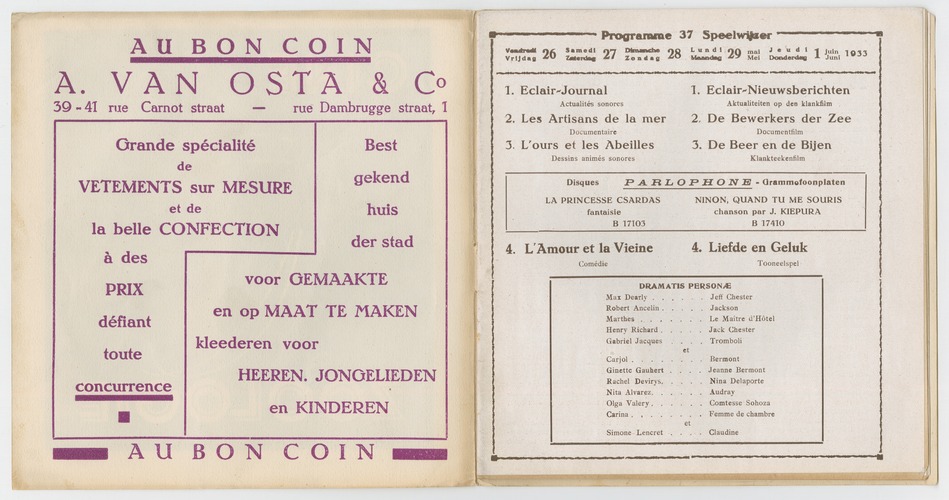 AU BON COIN
A. VAN OSTA & Co
39-41 rue Carnot straat — rue Dambrugge straat, 1
Grande spécialité
de
VETEMENTS sur MESURE
et de
la belle CONFECTION
à des
PRIX
défiant
toute
concurrence
Best
gekend
huis
der stad
voor GEMAAKTE
en op MAAT TE MAKEN
kleederen voor
HEEREN. JONGELIEDEN
en KINDEREN
AU BON COIN
Programme 37 Speelwijzer
Vendredi Vrijdag 26 Samedi Zaterdag 27 Dimanche Zondag 28 Lundi Maandag 29 mai Mei Jeudi Donderdag 1 juin Juni 1933
1. Eclair-Journal
Actualités sonores
2. Les Artisans de la mer
Documentaire
3. L'ours et les Abeilles
Dessins animés sonores
1. Eclair-Nieuwsberichten
Aktualiteiten op den klankfilm
2. De Bewerkers der Zee
Documentfilm
3. De Beer en de Bijen
Klankteekenfilm
Disques PARLOPHONE - Grammofoonplaten
LA PRINCESSE CSARDAS
fantaisie
B 17103
NINON, QUAND TU ME SOURIS
chanson par J. KIEPURA
B 17410
4. L'Amour et la Vieine
Comédie
4. Liefde en Geluk
Tooneelspel
DRAMATIS PERSONÆ
Max Dearly . . . . . . Jeff Chester
Robert Ancelin . . . . . Jackson
Marthes . . . . . . . Le Maître d'Hôtel
Henry Richard . . . . . Jack Chester
Gabriel Jacques . . . . Tromboli
et
Carjol . . . . . . . . Bermont
Ginette Gaubert . . . . Jeanne Bermont
Rachel Devirys. . . . . Nina Delaporte
Nita Alvarez. . . . . . Audray
Olga Valery. . . . . . Comtesse Sohoza
Carina . . . . . . . . Femme de chambre
et
Simone Lencret . . . . Claudine